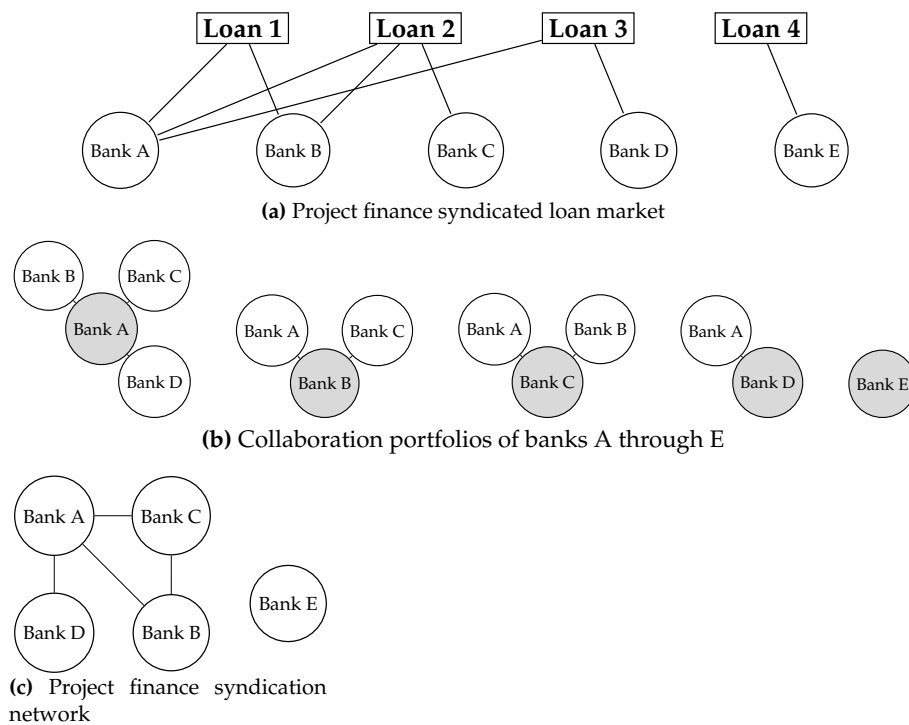 Loan 1 Loan 2 Loan 3 Loan 4
Bank A Bank B Bank C Bank D Bank E
(a) Project finance syndicated loan market
Bank B Bank C
Bank A
Bank D
Bank A Bank C
Bank B
Bank A Bank B
Bank C
Bank A
Bank D
Bank E
(b) Collaboration portfolios of banks A through E
Bank A Bank C
Bank E
Bank D Bank B
(c) Project finance syndication
network